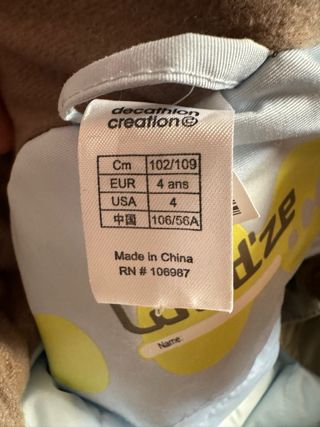 decathlon
creation©
Cm 102/109
EUR 4 ans
USA 4
中国 106/56A
Made in China
RN # 106987
Name: